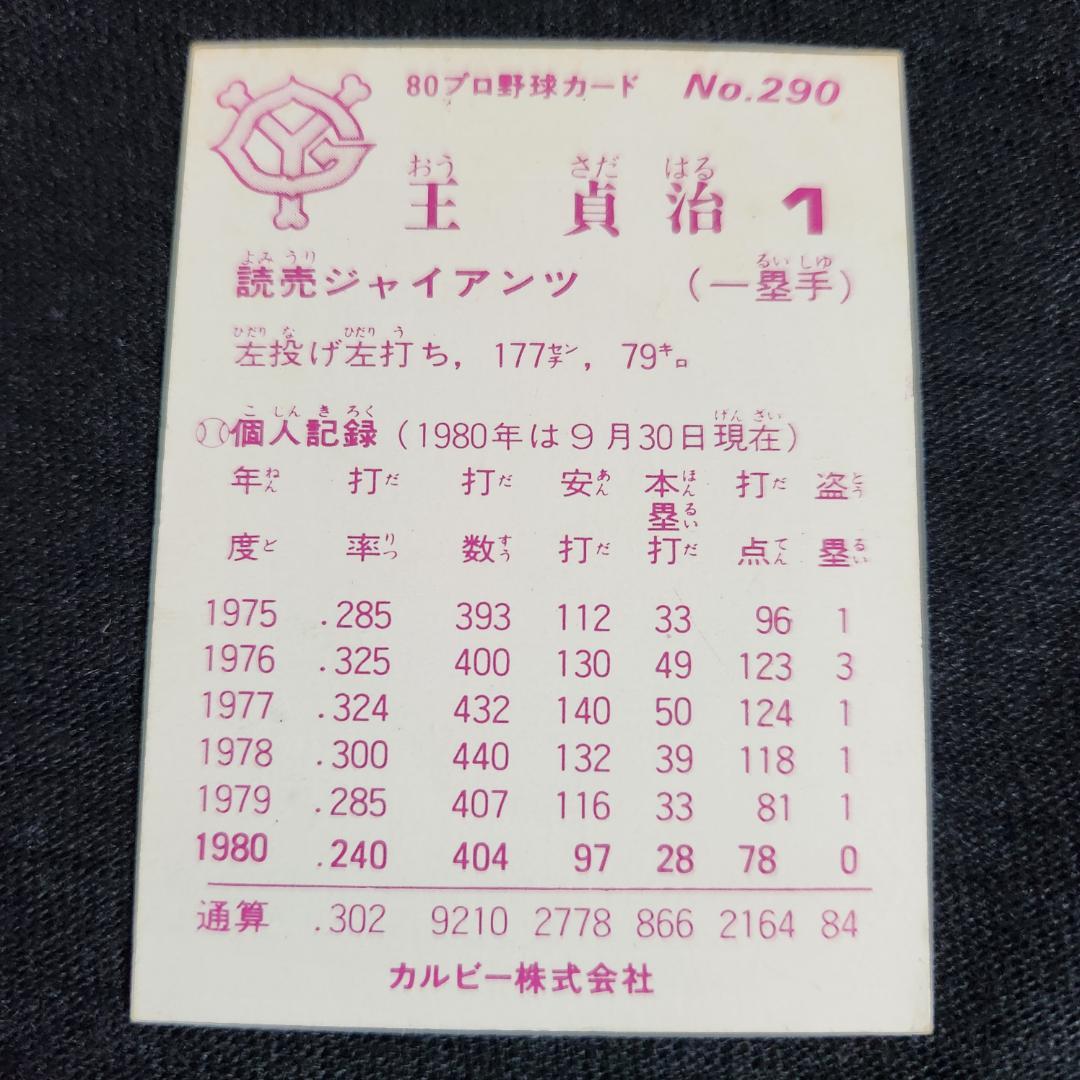 80プロ野球カード No.290
おう さだ はる
王 貞 治 1
よみ うり るい しゅ
読売ジャイアンツ (一塁手)
ひだり な ひだり う
左投げ左打ち, 177センチ, 79キロ
こ じん き ろく げん ざい
個人記録 (1980年は9月30日現在)
年ねん度ど 打だ率りつ 打だ数すう 安あん打だ 本ほん塁るい打だ 打だ点てん 盗とう塁るい
1975 .285 393 112 33 96 1
1976 .325 400 130 49 123 3
1977 .324 432 140 50 124 1
1978 .300 440 132 39 118 1
1979 .285 407 116 33 81 1
1980 .240 404 97 28 78 0
通算 .302 9210 2778 866 2164 84
カルビー株式会社